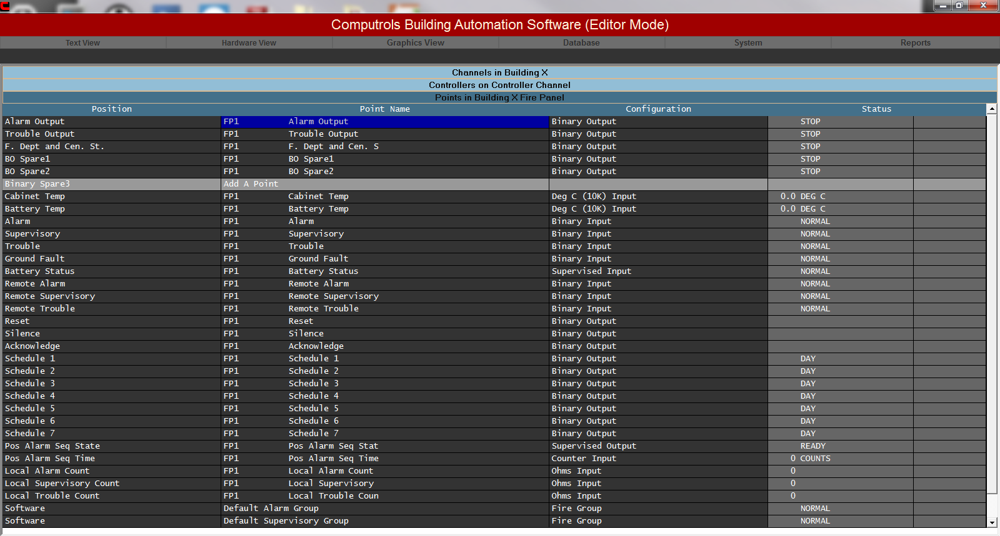 Computrols Building Automation Software (Editor Mode)
Text View Hardware View Graphics View Database System Reports
Channels in Building X
Controllers on Controller Channel
Points in Building X Fire Panel
Position Point Name Configuration Status
Alarm Output FP1 Alarm Output Binary Output STOP
Trouble Output FP1 Trouble Output Binary Output STOP
F. Dept and Cen. St. FP1 F. Dept and Cen. S Binary Output STOP
BO Spare1 FP1 BO Spare1 Binary Output STOP
BO Spare2 FP1 BO Spare2 Binary Output STOP
Binary Spare3 Add A Point
Cabinet Temp FP1 Cabinet Temp Deg C (10K) Input 0.0 DEG C
Battery Temp FP1 Battery Temp Deg C (10K) Input 0.0 DEG C
Alarm FP1 Alarm Binary Input NORMAL
Supervisory FP1 Supervisory Binary Input NORMAL
Trouble FP1 Trouble Binary Input NORMAL
Ground Fault FP1 Ground Fault Binary Input NORMAL
Battery Status FP1 Battery Status Supervised Input NORMAL
Remote Alarm FP1 Remote Alarm Binary Input NORMAL
Remote Supervisory FP1 Remote Supervisory Binary Input NORMAL
Remote Trouble FP1 Remote Trouble Binary Input NORMAL
Reset FP1 Reset Binary Output
Silence FP1 Silence Binary Output
Acknowledge FP1 Acknowledge Binary Output
Schedule 1 FP1 Schedule 1 Binary Output DAY
Schedule 2 FP1 Schedule 2 Binary Output DAY
Schedule 3 FP1 Schedule 3 Binary Output DAY
Schedule 4 FP1 Schedule 4 Binary Output DAY
Schedule 5 FP1 Schedule 5 Binary Output DAY
Schedule 6 FP1 Schedule 6 Binary Output DAY
Schedule 7 FP1 Schedule 7 Binary Output DAY
Pos Alarm Seq State FP1 Pos Alarm Seq Stat Supervised Output READY
Pos Alarm Seq Time FP1 Pos Alarm Seq Time Counter Input 0 COUNTS
Local Alarm Count FP1 Local Alarm Count Ohms Input 0
Local Supervisory Count FP1 Local Supervisory Ohms Input 0
Local Trouble Count FP1 Local Trouble Coun Ohms Input 0
Software Default Alarm Group Fire Group NORMAL
Software Default Supervisory Group Fire Group NORMAL